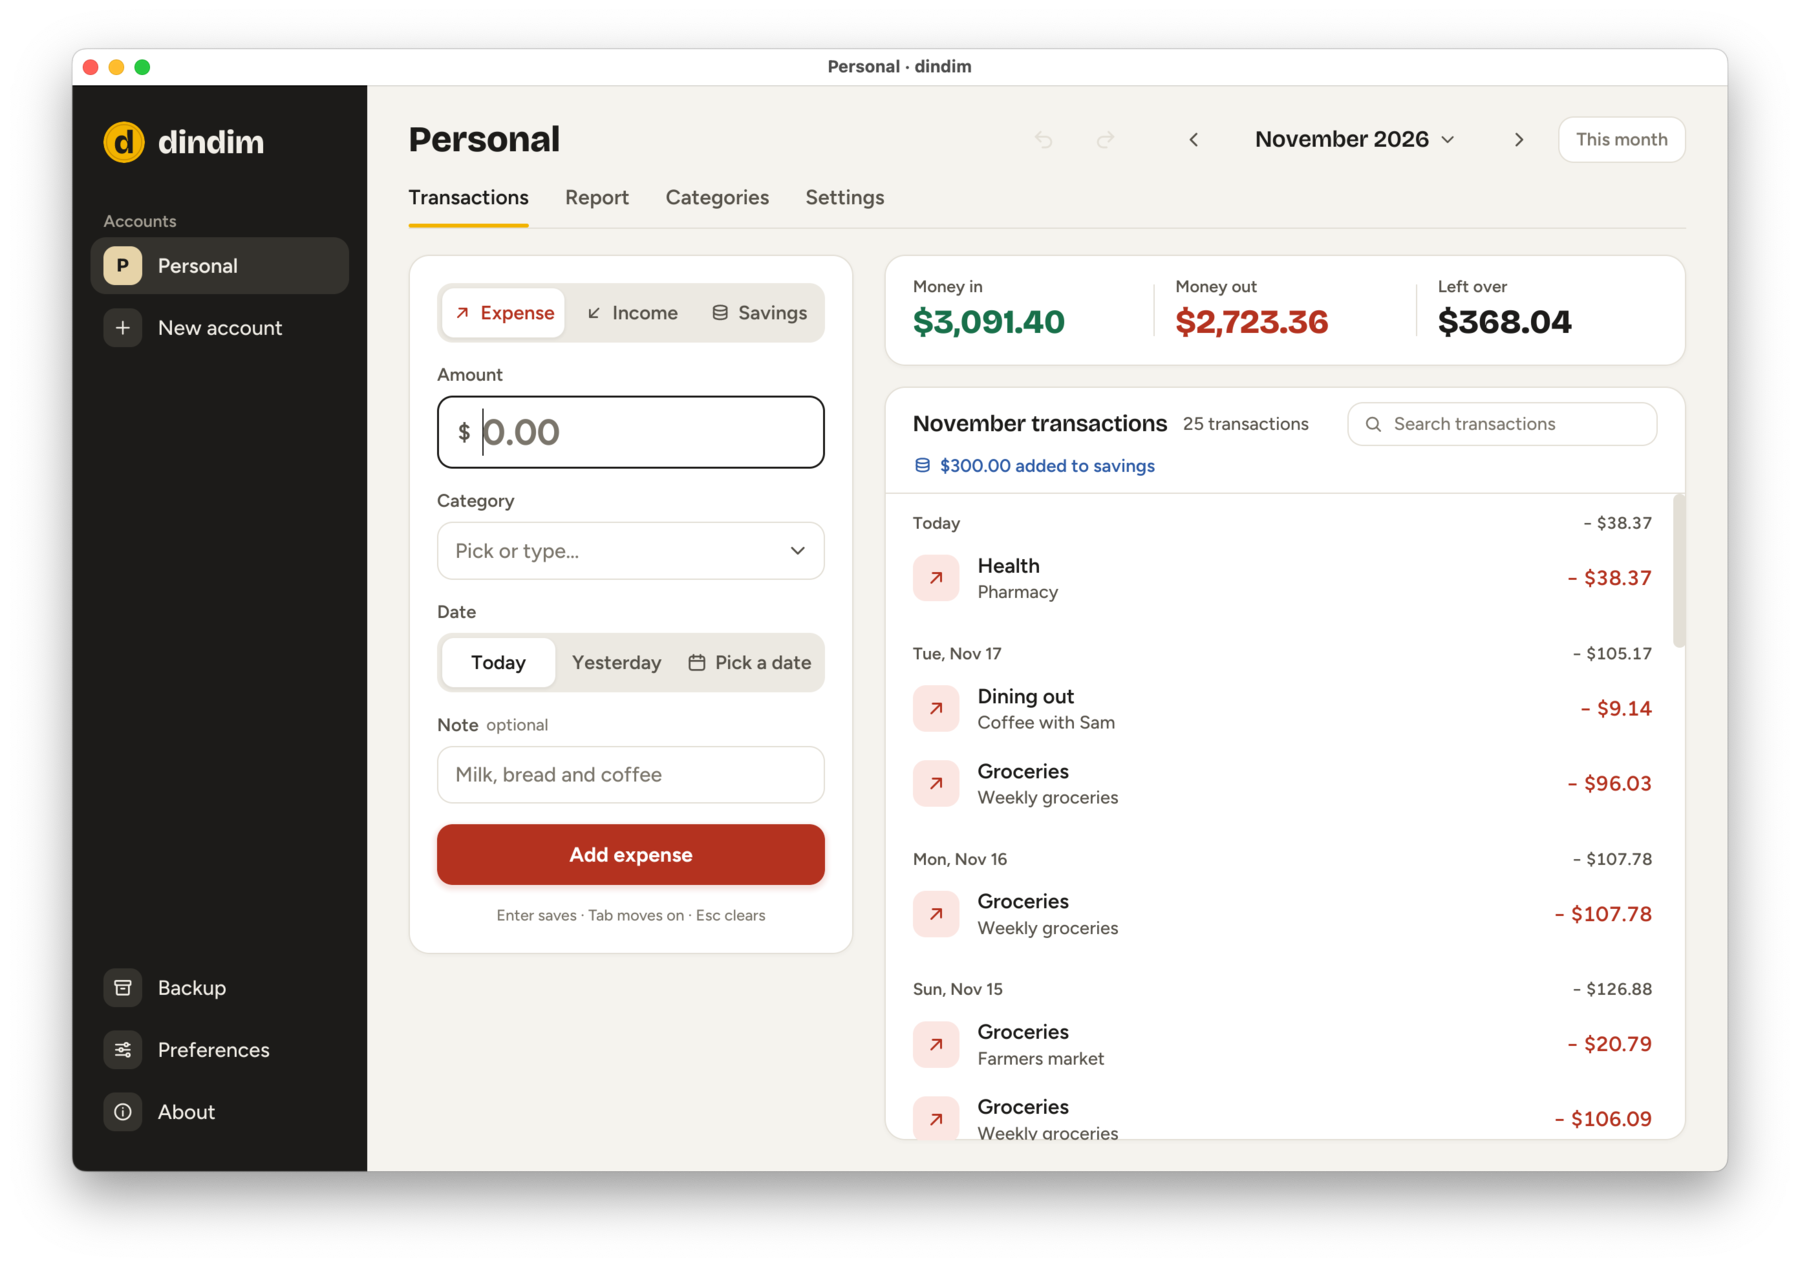 Personal · dindim
d dindim
Accounts
P Personal
New account
Backup
Preferences
About
Personal
November 2026
This month
Transactions Report Categories Settings
Expense Income Savings
Amount
$ 0.00
Category
Pick or type...
Date
Today Yesterday Pick a date
Note optional
Milk, bread and coffee
Add expense
Enter saves · Tab moves on · Esc clears
Money in Money out Left over
$3,091.40 $2,723.36 $368.04
November transactions 25 transactions Search transactions
$300.00 added to savings
Today – $38.37
Health
Pharmacy
– $38.37
Tue, Nov 17 – $105.17
Dining out
Coffee with Sam
– $9.14
Groceries
Weekly groceries
– $96.03
Mon, Nov 16 – $107.78
Groceries
Weekly groceries
– $107.78
Sun, Nov 15 – $126.88
Groceries
Farmers market
– $20.79
Groceries
Weekly groceries
– $106.09